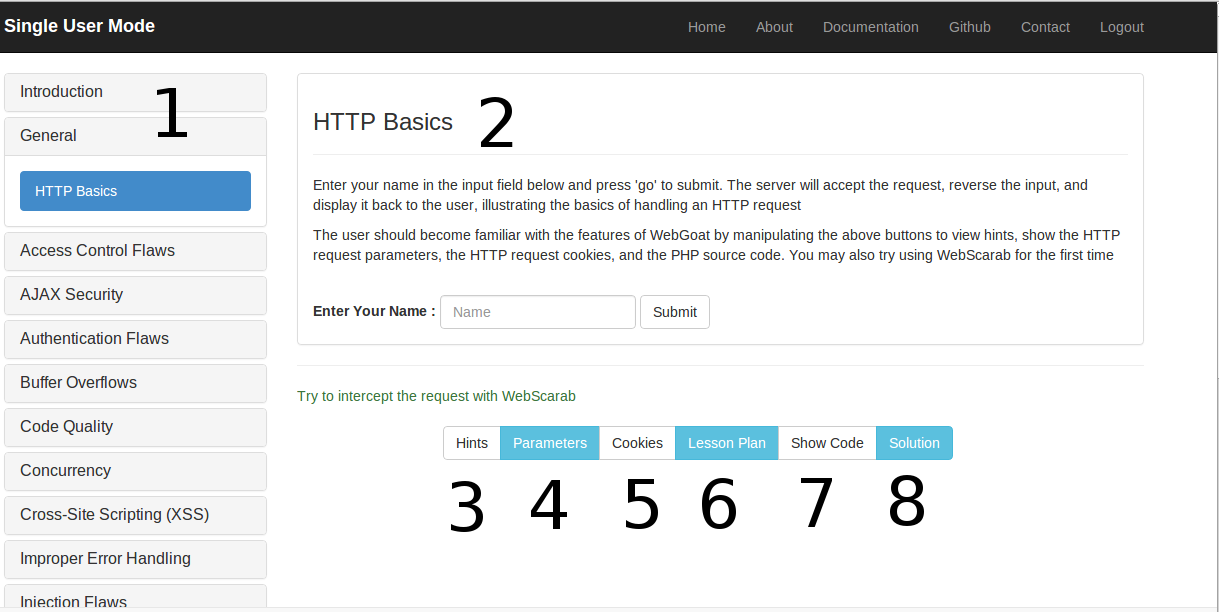 Single User Mode
Home About Documentation Github Contact Logout
Introduction
1
General
HTTP Basics
Access Control Flaws
AJAX Security
Authentication Flaws
Buffer Overflows
Code Quality
Concurrency
Cross-Site Scripting (XSS)
Improper Error Handling
Injection Flaws
HTTP Basics 2
Enter your name in the input field below and press 'go' to submit. The server will accept the request, reverse the input, and
display it back to the user, illustrating the basics of handling an HTTP request
The user should become familiar with the features of WebGoat by manipulating the above buttons to view hints, show the HTTP
request parameters, the HTTP request cookies, and the PHP source code. You may also try using WebScarab for the first time
Enter Your Name : Name Submit
Try to intercept the request with WebScarab
Hints Parameters Cookies Lesson Plan Show Code Solution
3 4 5 6 7 8